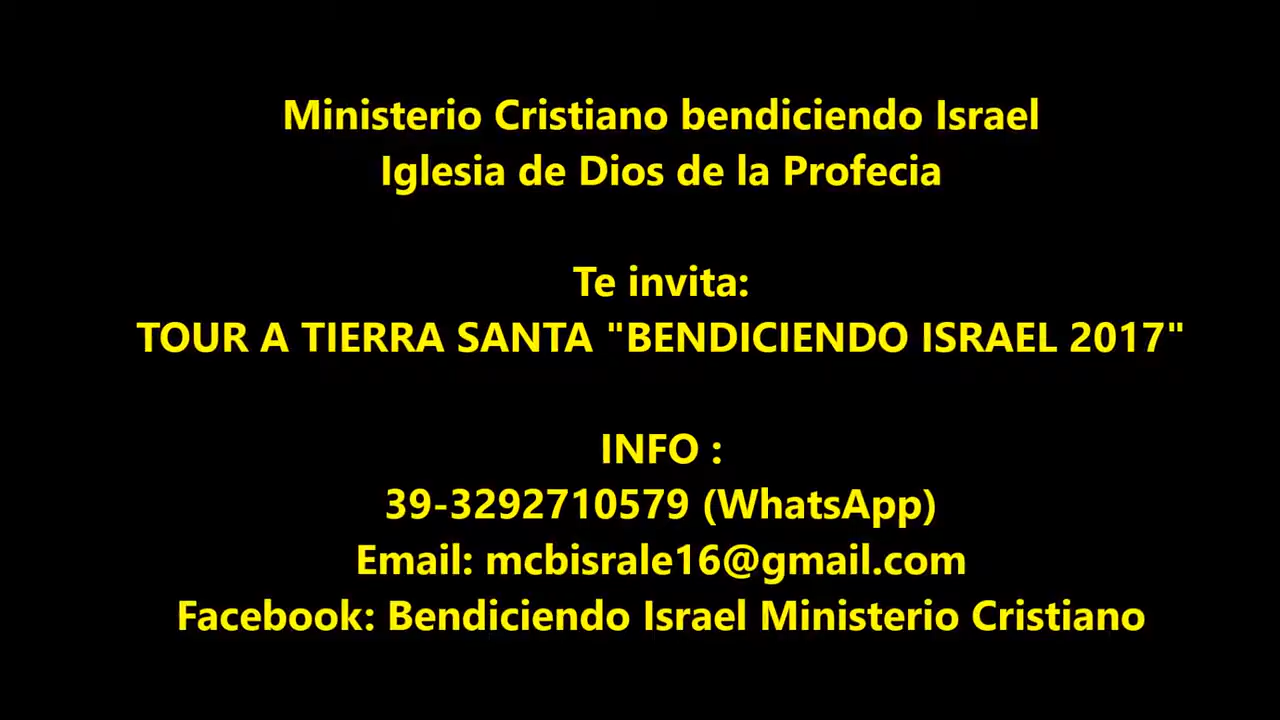 Ministerio Cristiano bendiciendo Israel
Iglesia de Dios de la Profecia
Te invita:
TOUR A TIERRA SANTA "BENDICIENDO ISRAEL 2017"
INFO :
39-3292710579 (WhatsApp)
Email: mcbisrale16@gmail.com
Facebook: Bendiciendo Israel Ministerio Cristiano